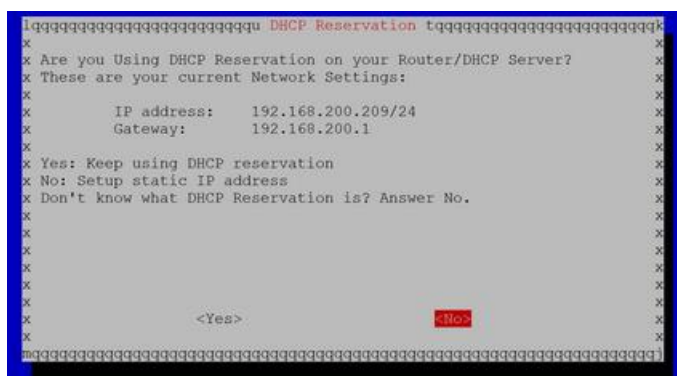 DHCP Reservation
Are you Using DHCP Reservation on your Router/DHCP Server?
These are your current Network Settings:
IP address: 192.168.200.209/24
Gateway: 192.168.200.1
Yes: Keep using DHCP reservation
No: Setup static IP address
Don't know what DHCP Reservation is? Answer No.
<Yes> <No>